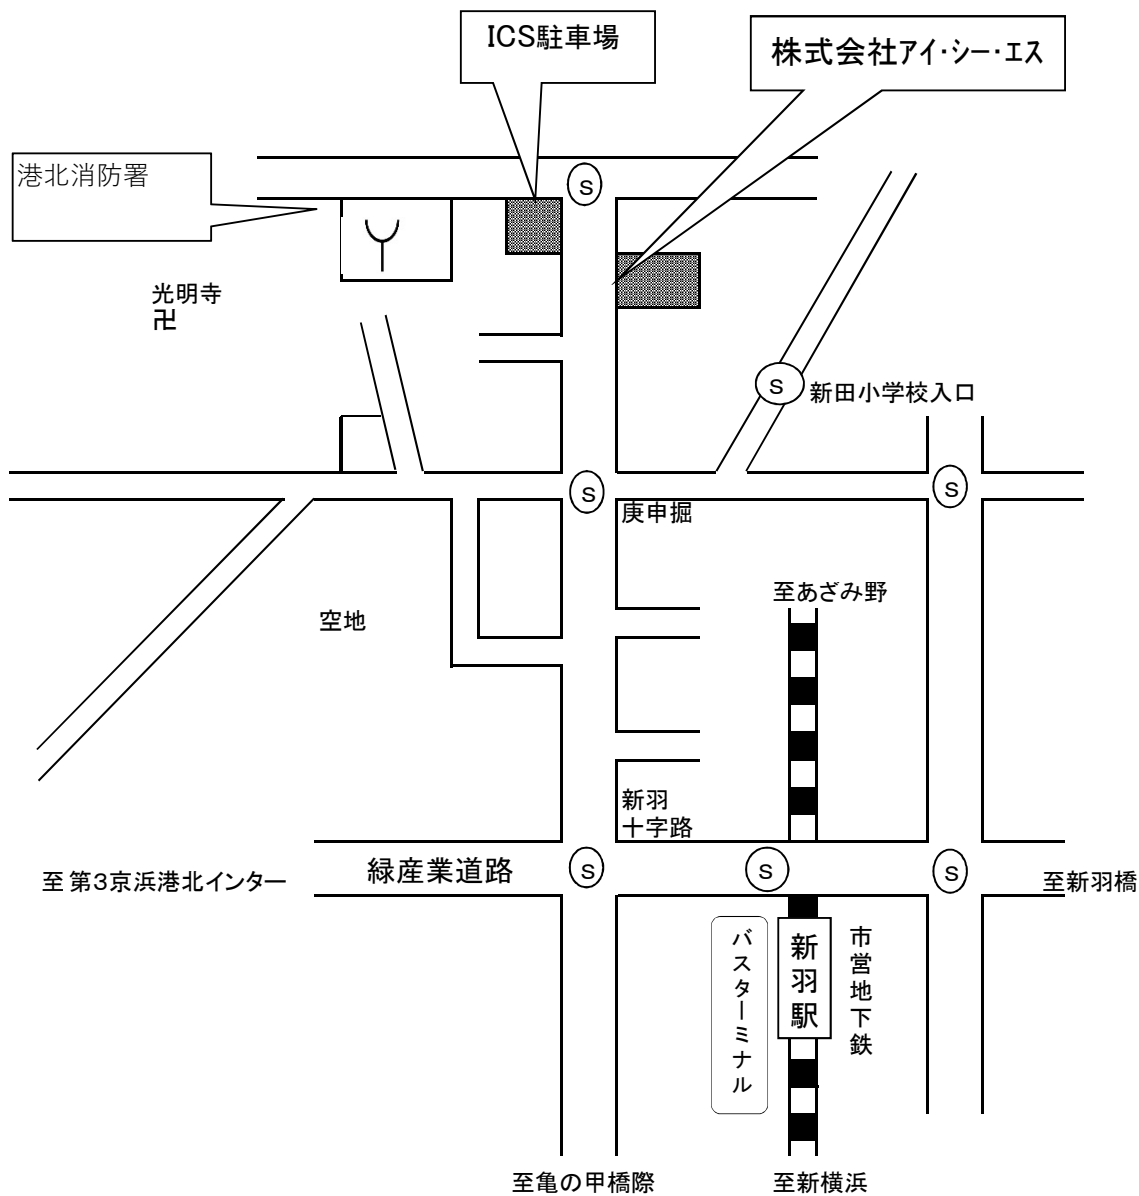 ICS駐車場
株式会社アイ・シー・エス
港北消防署
S
光明寺
卍
S
新田小学校入口
S
S
庚申掘
至あざみ野
空地
新羽
十字路
緑産業道路
S
S
S
至第3京浜港北インター
至新羽橋
バスターミナル
新羽駅
市営地下鉄
至亀の甲橋際
至新横浜